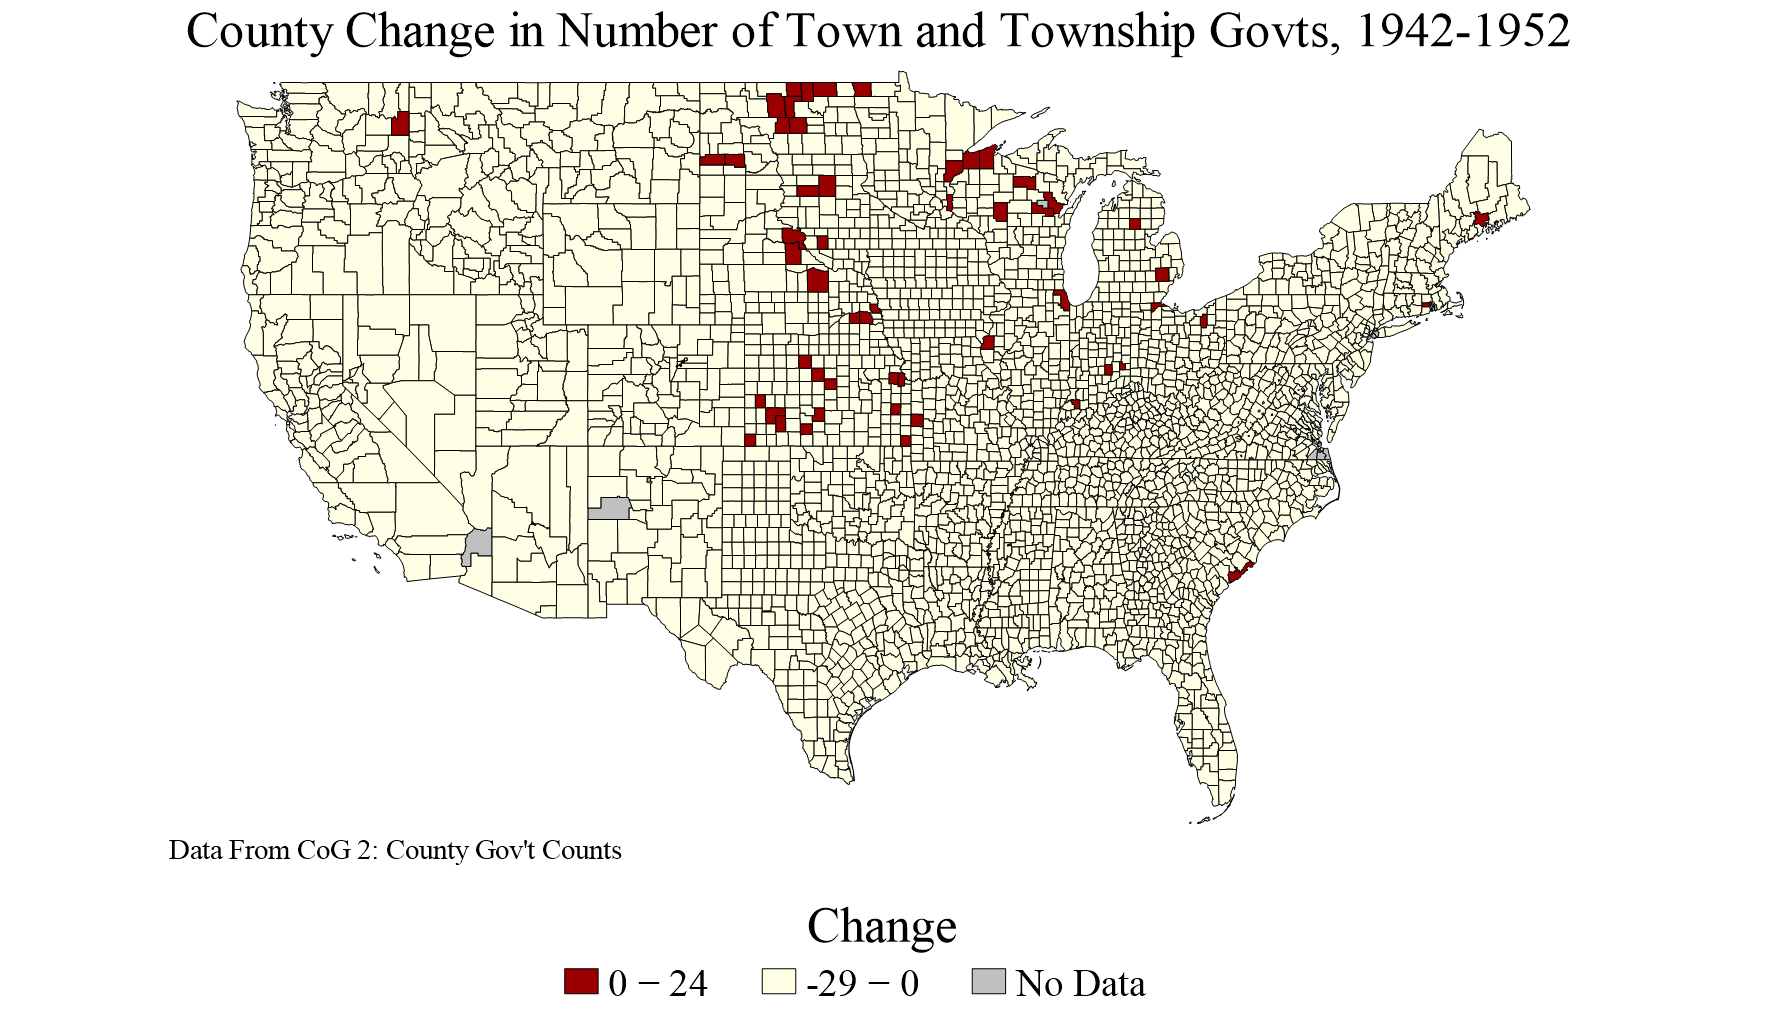 County Change in Number of Town and Township Govts, 1942-1952
Data From CoG 2: County Gov't Counts
Change
0 − 24
-29 − 0
No Data